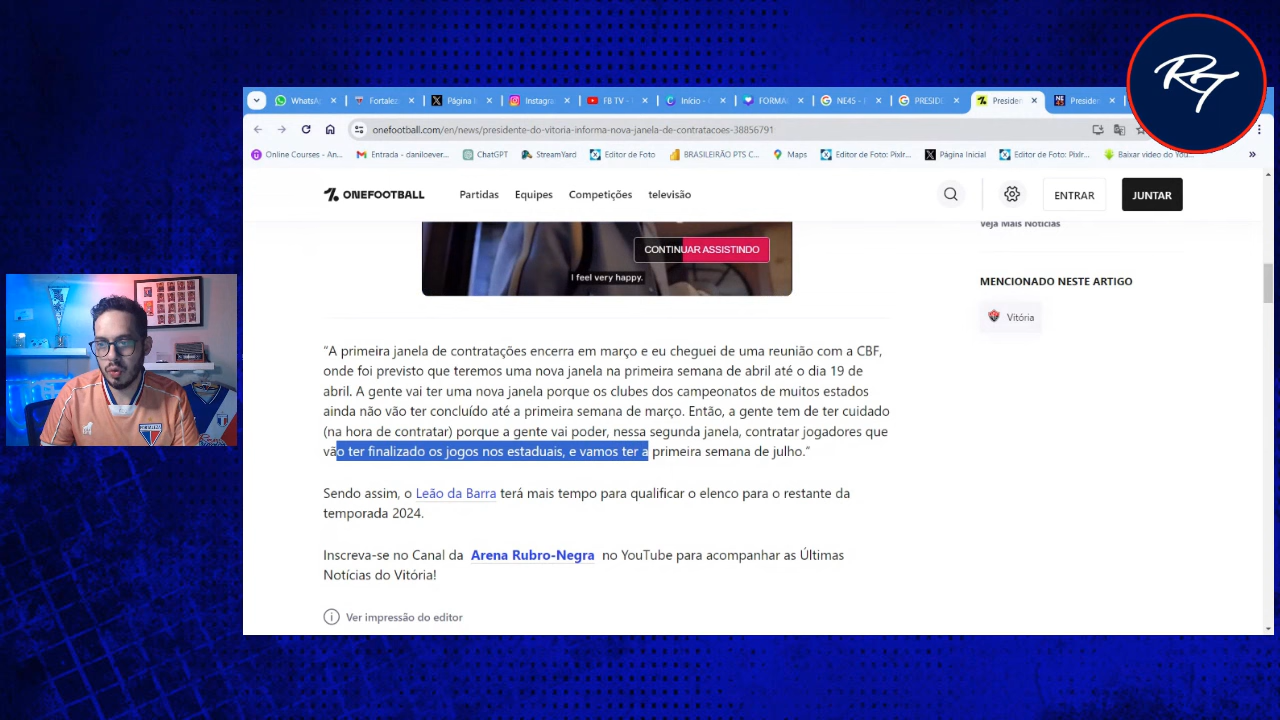 RT
WhatsA
Fortalez
Página I
Instagra
FB TV -
Início -
FORMA
NE45 -
PRESIDE
Presiden
Presiden
onefootball.com/en/news/presidente-do-vitoria-informa-nova-janela-de-contratacoes-38856791
Online Courses - An...
Entrada - daniloever...
ChatGPT
StreamYard
Editor de Foto
BRASILEIRÃO PTS C...
Maps
Editor de Foto: Pixlr...
Página Inicial
Editor de Foto: Pixlr...
Baixar vídeo do You...
ONEFOOTBALL
Partidas
Equipes
Competições
televisão
ENTRAR
JUNTAR
Veja Mais Notícias
CONTINUAR ASSISTINDO
I feel very happy.
MENCIONADO NESTE ARTIGO
Vitória
“A primeira janela de contratações encerra em março e eu cheguei de uma reunião com a CBF,
onde foi previsto que teremos uma nova janela na primeira semana de abril até o dia 19 de
abril. A gente vai ter uma nova janela porque os clubes dos campeonatos de muitos estados
ainda não vão ter concluído até a primeira semana de março. Então, a gente tem de ter cuidado
(na hora de contratar) porque a gente vai poder, nessa segunda janela, contratar jogadores que
vão ter finalizado os jogos nos estaduais, e vamos ter a primeira semana de julho.”
Sendo assim, o Leão da Barra terá mais tempo para qualificar o elenco para o restante da
temporada 2024.
Inscreva-se no Canal da Arena Rubro-Negra no YouTube para acompanhar as Últimas
Notícias do Vitória!
Ver impressão do editor
FORTALEZA